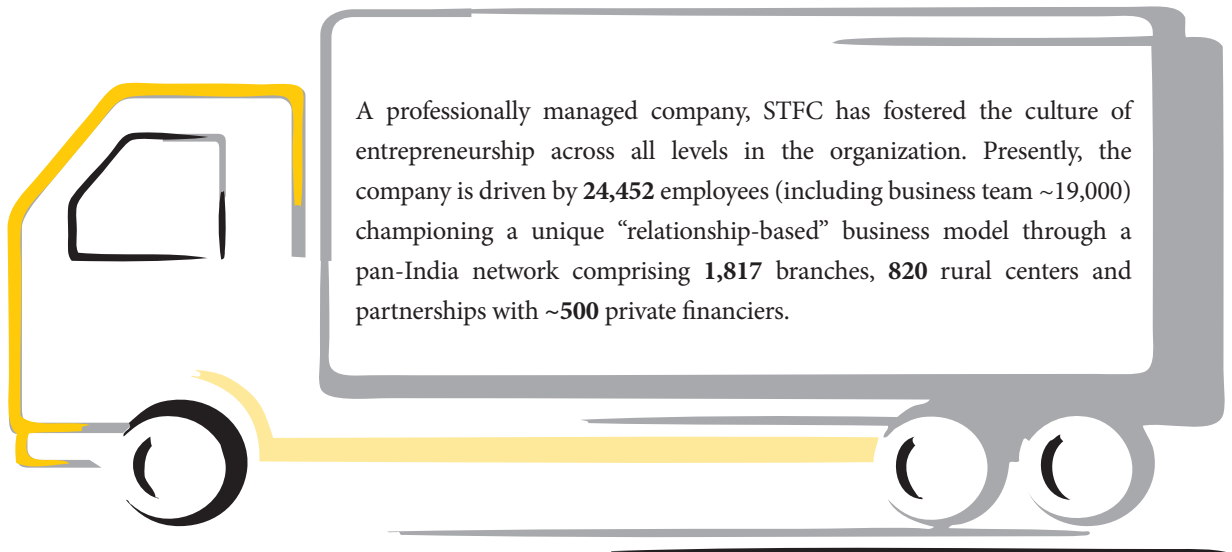 A professionally managed company, STFC has fostered the culture of
entrepreneurship across all levels in the organization. Presently, the
company is driven by 24,452 employees (including business team ~19,000)
championing a unique “relationship-based” business model through a
pan-India network comprising 1,817 branches, 820 rural centers and
partnerships with ~500 private financiers.